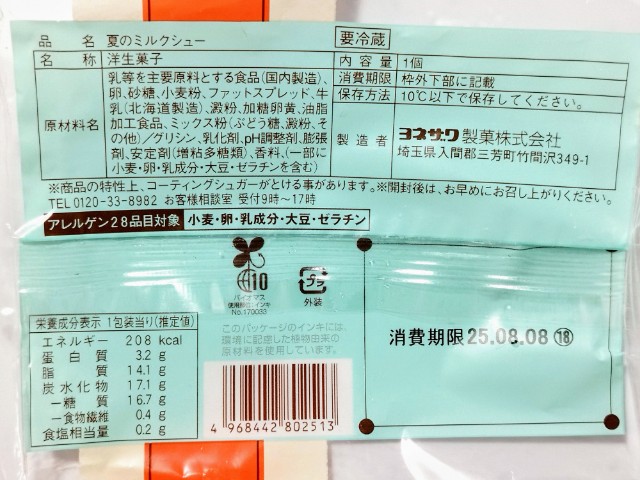 品名 夏のミルクシュー
要冷蔵
名称 洋生菓子
原材料名
乳等を主要原料とする食品(国内製造)、
卵、砂糖、小麦粉、ファットスプレッド、牛
乳(北海道製造)、澱粉、加糖卵黄、油脂
加工食品、ミックス粉(ぶどう糖、澱粉、そ
の他)/グリシン、乳化剤、pH調整剤、膨張
剤、安定剤(増粘多糖類)、香料、(一部に
小麦・卵・乳成分・大豆・ゼラチンを含む)
内容量 1個
消費期限 枠外下部に記載
保存方法 10℃以下で保存してください。
製造者
ヨネザワ製菓株式会社
埼玉県入間郡三芳町竹間沢349-1
※商品の特性上、コーティングシュガーがとける事があります。※開封後は、お早めにお召し上がりください。
TEL 0120-33-8982 お客様相談室 受付9時~17時
アレルゲン28品目対象 小麦・卵・乳成分・大豆・ゼラチン
10
バイオマス
No.170033
プラ
外装
このパッケージのインキには、
環境に配慮した植物由来の
原材料を使用しています。
栄養成分表示 1包装当り(推定値)
エネルギー 208 kcal
蛋白質 3.2 g
脂質 14.1 g
炭水化物 17.1 g
-糖質 16.7 g
-食物繊維 0.4 g
食塩相当量 0.2 g
4 968442 802513
消費期限 25.08.08 ⑱